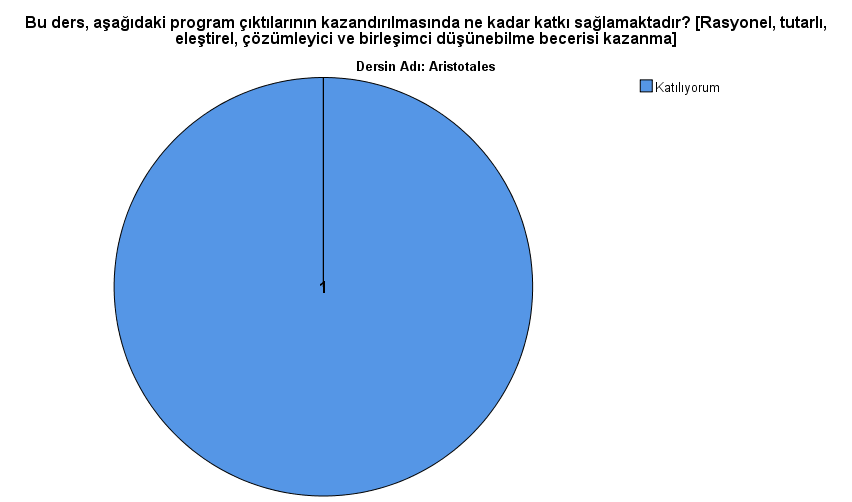 Bu ders, aşağıdaki program çıktılarının kazandırılmasında ne kadar katkı sağlamaktadır? [Rasyonel, tutarlı,
eleştirel, çözümleyici ve birleşimci düşünebilme becerisi kazanma]
Dersin Adı: Aristotales
Katılıyorum
1